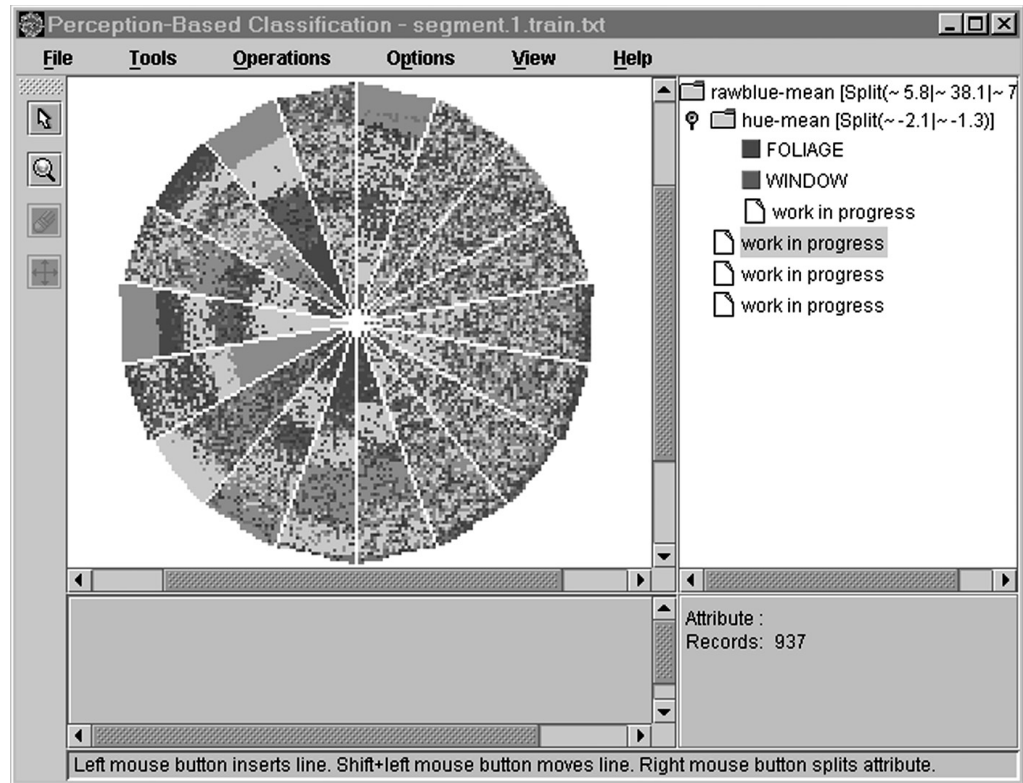 Perception-Based Classification - segment.1.train.txt
File Tools Operations Options View Help
rawblue-mean [Split(~ 5.8|~ 38.1|~ 7
hue-mean [Split(~ -2.1|~ -1.3)]
FOLIAGE
WINDOW
work in progress
work in progress
work in progress
work in progress
Attribute :
Records: 937
Left mouse button inserts line. Shift+left mouse button moves line. Right mouse button splits attribute.